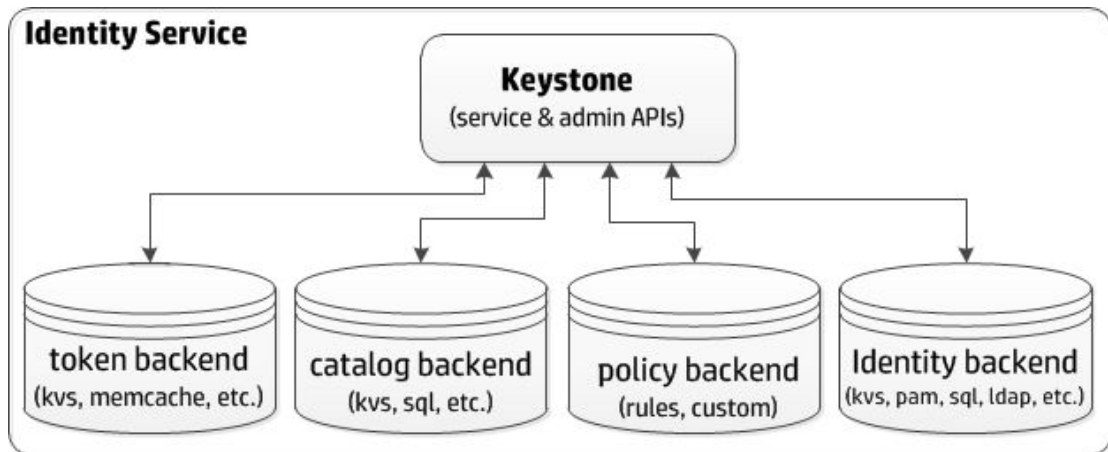 Identity Service
Keystone
(service & admin APIs)
token backend
(kvs, memcache, etc.)
catalog backend
(kvs, sql, etc.)
policy backend
(rules, custom)
Identity backend
(kvs, pam, sql, ldap, etc.)